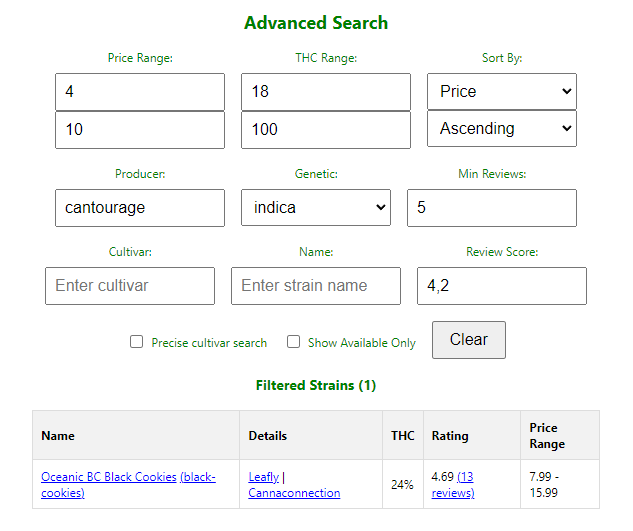 Advanced Search
Price Range:
THC Range:
Sort By:
4
18
Price
10
100
Ascending
Producer:
Genetic:
Min Reviews:
cantourage
indica
5
Cultivar:
Name:
Review Score:
Enter cultivar
Enter strain name
4,2
Precise cultivar search
Show Available Only
Clear
Filtered Strains (1)
Name
Details
THC
Rating
Price
Range
Oceanic BC Black Cookies (black-
cookies)
Leafly |
Cannaconnection
24%
4.69 (13
reviews)
7.99 -
15.99